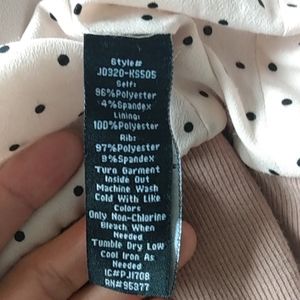 Style#
JO320-KS505
Self:
96%Polyester
4%Spandex
Lining:
100%Polyester
Rib:
97%Polyester
9%Spandex
Turn Garment
Inside Out
Machine Wash
Cold With Like
Colors
Only Non-Chlorine
Bleach When
Needed
Tumble Dry Low
Cool Iron As
Needed
IC#PJ1708
RN#95377